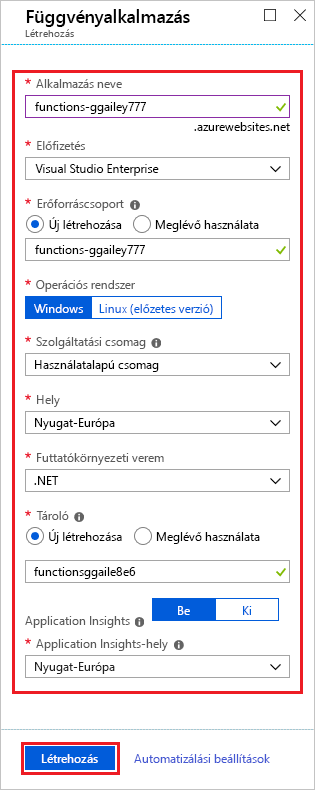 Függvényalkalmazás
Létrehozás
* Alkalmazás neve
functions-ggailey777
.azurewebsites.net
* Előfizetés
Visual Studio Enterprise
* Erőforráscsoport
Új létrehozása Meglévő használata
functions-ggailey777
* Operációs rendszer
Windows Linux (előzetes verzió)
* Szolgáltatási csomag
Használatalapú csomag
* Hely
Nyugat-Európa
* Futtatókörnyezeti verem
.NET
* Tároló
Új létrehozása Meglévő használata
functionsggaile8e6
Application Insights Be Ki
* Application Insights-hely
Nyugat-Európa
Létrehozás Automatizálási beállítások